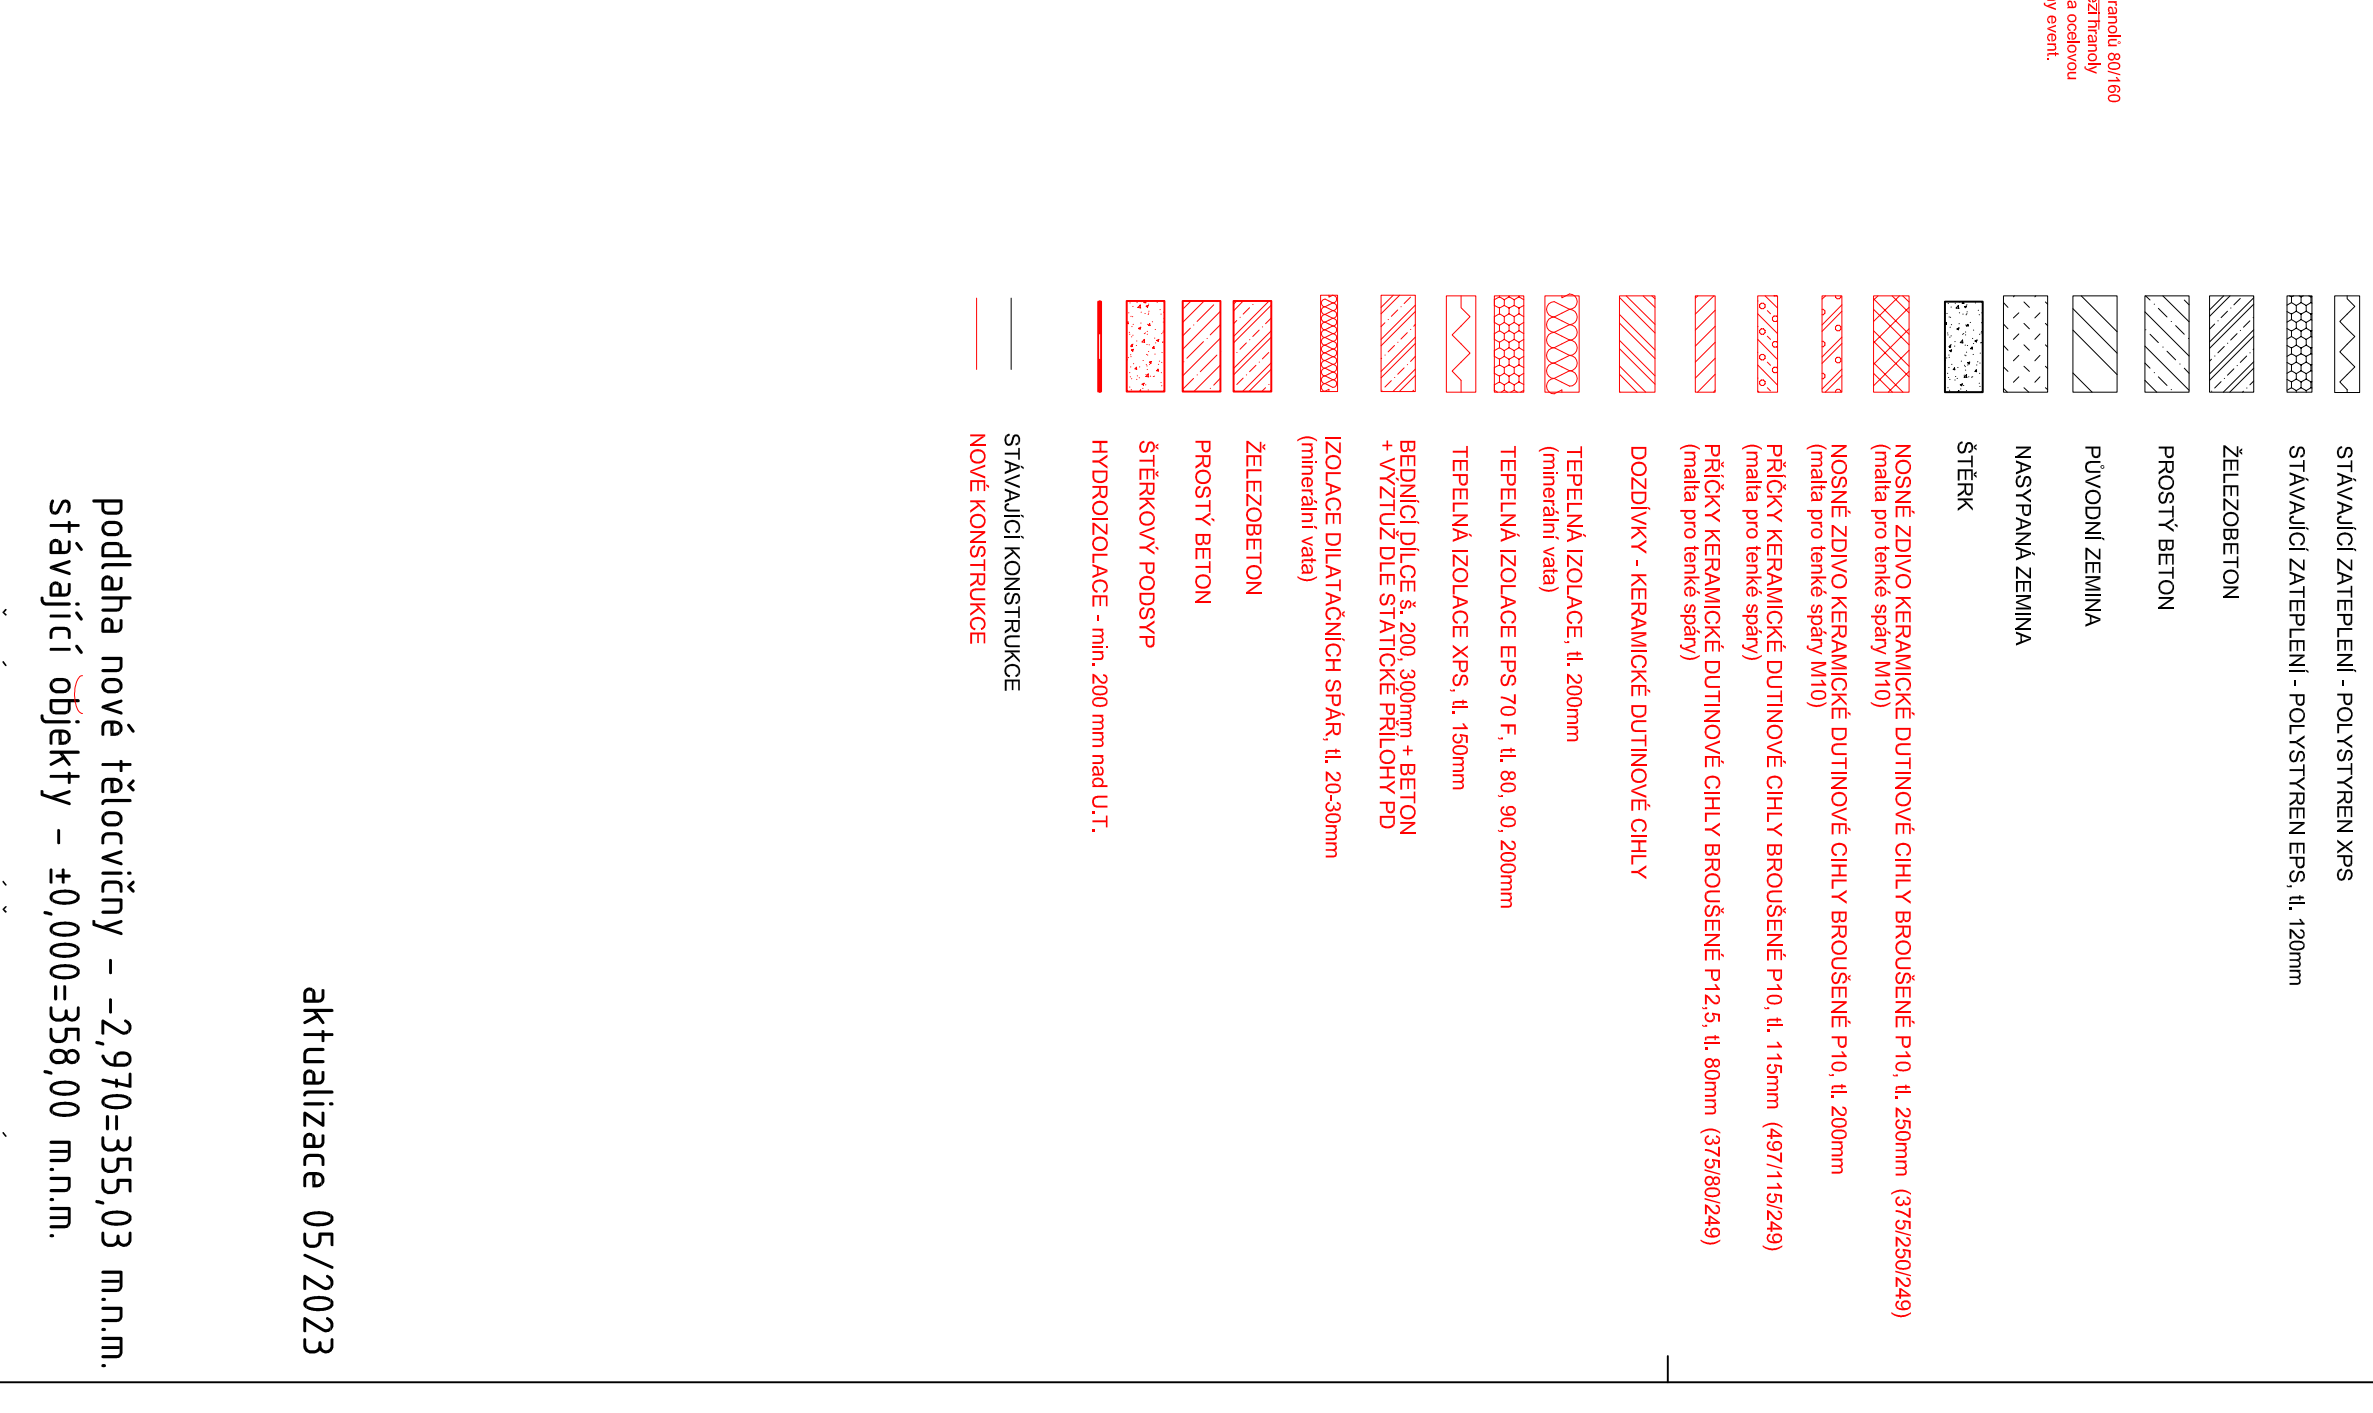 ranolů 80/160
ezi hranoly
a ocelovou
y event.
STÁVAJÍCÍ ZATEPLENÍ - POLYSTYREN XPS
STÁVAJÍCÍ ZATEPLENÍ - POLYSTYREN EPS, tl. 120mm
ŽELEZOBETON
PROSTÝ BETON
PŮVODNÍ ZEMINA
NASYPANÁ ZEMINA
ŠTĚRK
NOSNÉ ZDIVO KERAMICKÉ DUTINOVÉ CIHLY BROUŠENÉ P10, tl. 250mm (375/250/249)
(malta pro tenké spáry M10)
NOSNÉ ZDIVO KERAMICKÉ DUTINOVÉ CIHLY BROUŠENÉ P10, tl. 200mm
(malta pro tenké spáry M10)
PŘÍČKY KERAMICKÉ DUTINOVÉ CIHLY BROUŠENÉ P10, tl. 115mm (497/115/249)
(malta pro tenké spáry)
PŘÍČKY KERAMICKÉ DUTINOVÉ CIHLY BROUŠENÉ P12,5, tl. 80mm (375/80/249)
(malta pro tenké spáry)
DOZDÍVKY - KERAMICKÉ DUTINOVÉ CIHLY
TEPELNÁ IZOLACE, tl. 200mm
(minerální vata)
TEPELNÁ IZOLACE EPS 70 F, tl. 80, 90, 200mm
TEPELNÁ IZOLACE XPS, tl. 150mm
BEDNÍCÍ DÍLCE š. 200, 300mm + BETON
+ VÝZTUŽ DLE STATICKÉ PŘÍLOHY PD
IZOLACE DILATAČNÍCH SPÁR, tl. 20-30mm
(minerální vata)
ŽELEZOBETON
PROSTÝ BETON
ŠTĚRKOVÝ PODSYP
HYDROIZOLACE - min. 200 mm nad U.T.
STÁVAJÍCÍ KONSTRUKCE
NOVÉ KONSTRUKCE
aktualizace 05/2023
podlaha nové tělocvičny - -2,970=355,03 m.n.m.
stávající objekty - ±0,000=358,00 m.n.m.